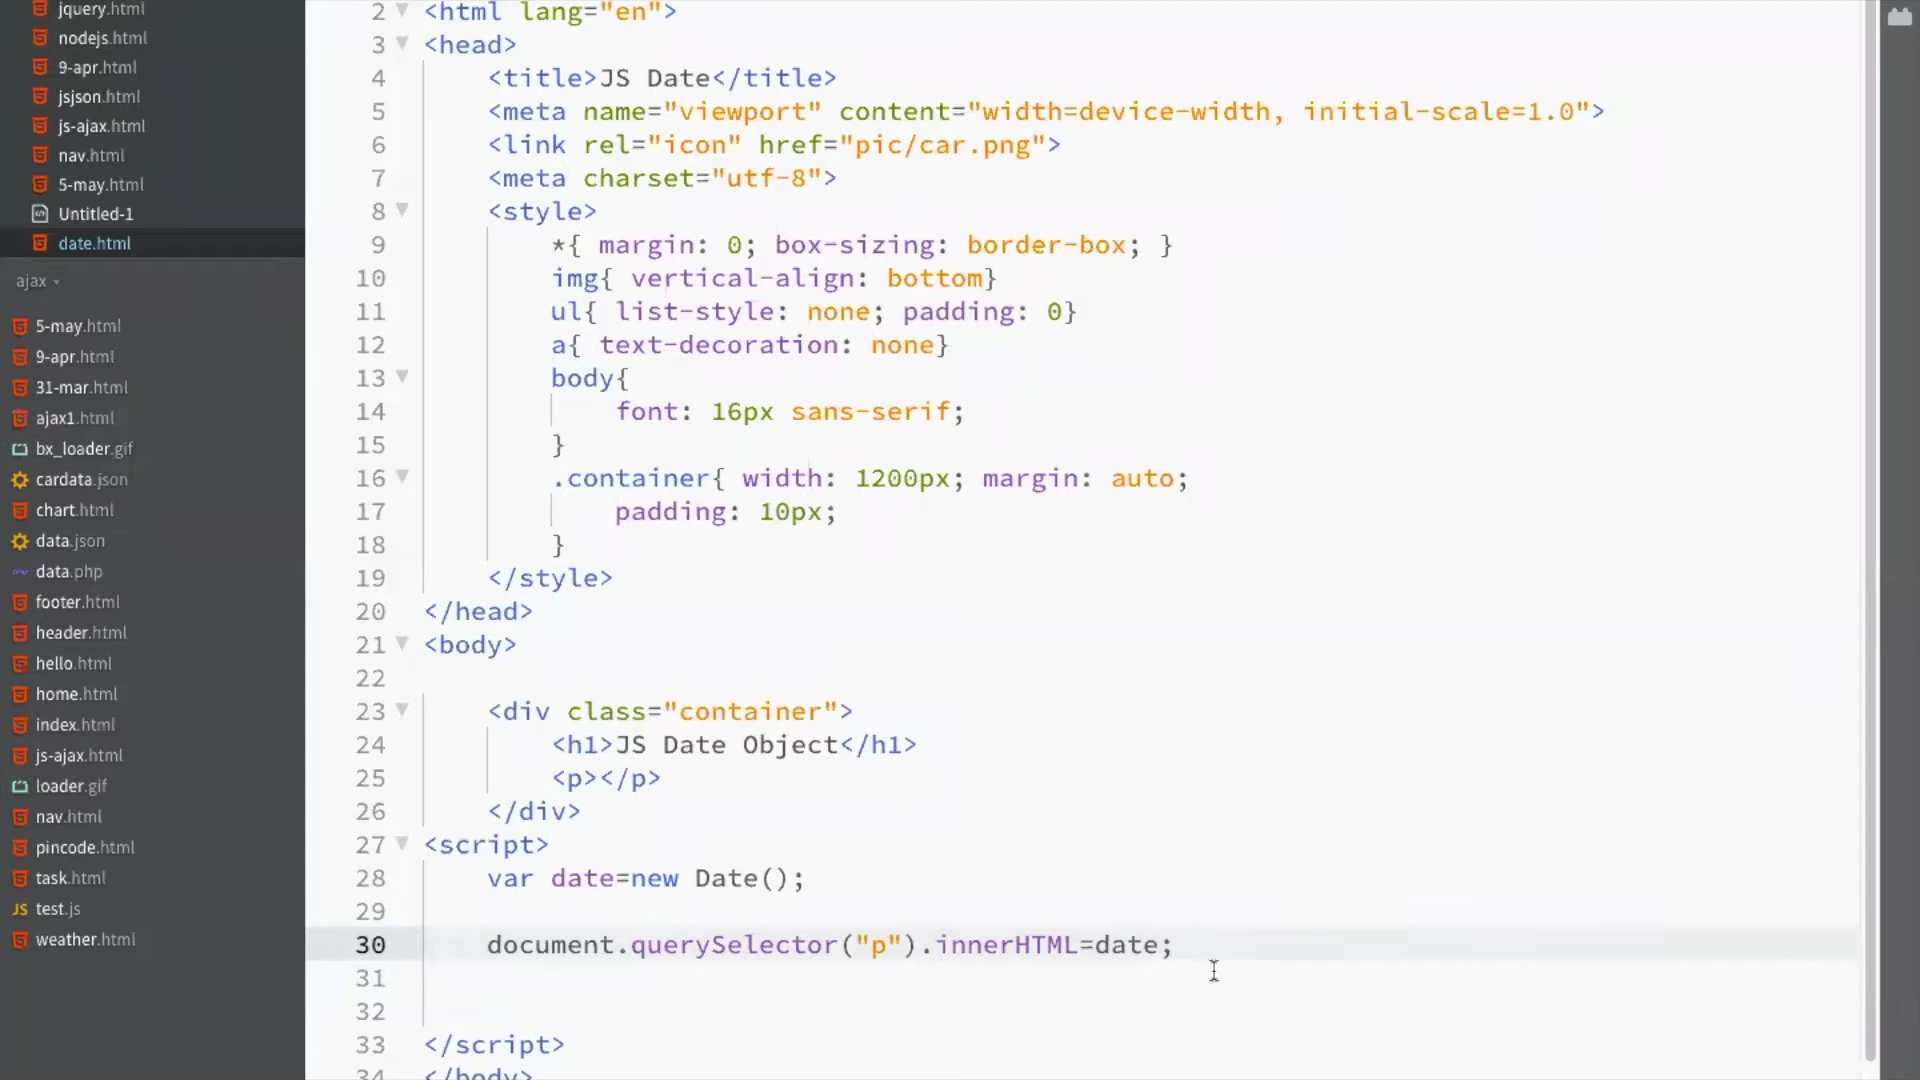 jquery.html
nodejs.html
9-apr.html
jsjson.html
js-ajax.html
nav.html
5-may.html
Untitled-1
date.html
ajax
5-may.html
9-apr.html
31-mar.html
ajax1.html
bx_loader.gif
cardata.json
chart.html
data.json
data.php
footer.html
header.html
hello.html
home.html
index.html
js-ajax.html
loader.gif
nav.html
pincode.html
task.html
JS test.js
weather.html
2 <html lang="en">
3 <head>
4 <title>JS Date</title>
5 <meta name="viewport" content="width=device-width, initial-scale=1.0">
6 <link rel="icon" href="pic/car.png">
7 <meta charset="utf-8">
8 <style>
9 *{ margin: 0; box-sizing: border-box; }
10 img{ vertical-align: bottom}
11 ul{ list-style: none; padding: 0}
12 a{ text-decoration: none}
13 body{
14 font: 16px sans-serif;
15 }
16 .container{ width: 1200px; margin: auto;
17 padding: 10px;
18 }
19 </style>
20 </head>
21 <body>
22
23 <div class="container">
24 <h1>JS Date Object</h1>
25 <p></p>
26 </div>
27 <script>
28 var date=new Date();
29
30 document.querySelector("p").innerHTML=date;
31
32
33 </script>
34 </body>